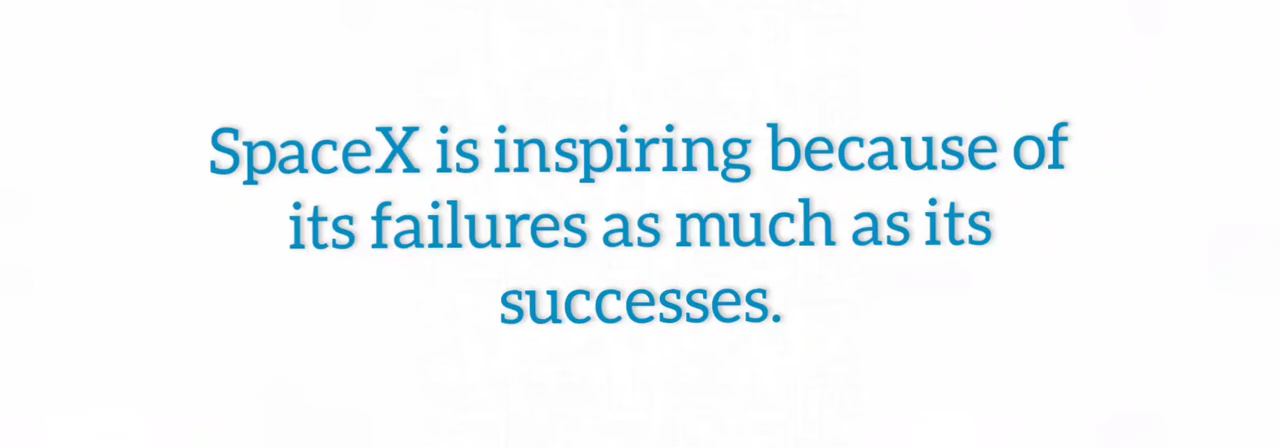 SpaceX is inspiring because of
its failures as much as its
successes.